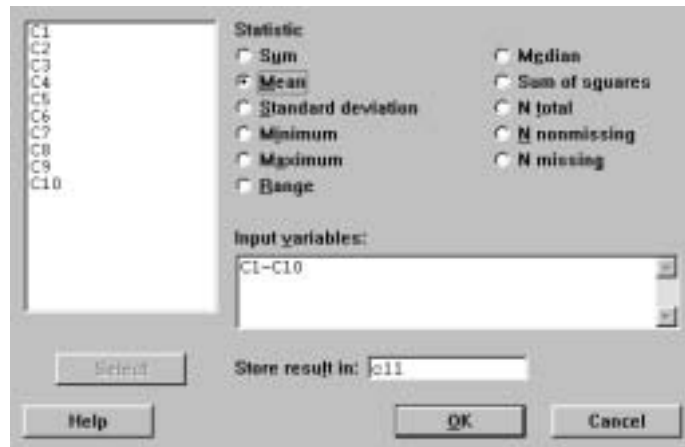 C1
C2
C3
C4
C5
C6
C7
C8
C9
C10
Statistic
Sum
Mean
Standard deviation
Minimum
Maximum
Range
Median
Sum of squares
N total
N nonmissing
N missing
Input variables:
C1-C10
Select
Store result in: c11
Help
OK
Cancel